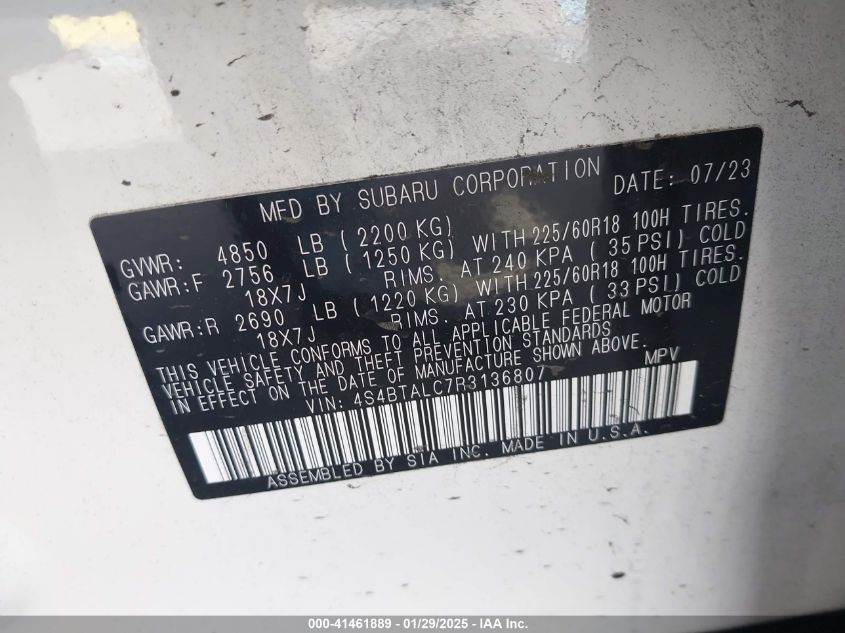 MFD BY SUBARU CORPORATION DATE: 07/23
GVWR: 4850 LB ( 2200 KG)
GAWR:F 2756 LB ( 1250 KG) WITH 225/60R18 100H TIRES.
18X7J RIMS. AT 240 KPA ( 35 PSI) COLD
GAWR:R 2690 LB ( 1220 KG) WITH 225/60R18 100H TIRES.
18X7J RIMS. AT 230 KPA ( 33 PSI) COLD
THIS VEHICLE CONFORMS TO ALL APPLICABLE FEDERAL MOTOR
VEHICLE SAFETY AND THEFT PREVENTION STANDARDS
IN EFFECT ON THE DATE OF MANUFACTURE SHOWN ABOVE.
VIN: 4S4BTALC7R3136807 MPV
ASSEMBLED BY SIA INC. MADE IN U.S.A.
000-41461889 - 01/29/2025 - IAA Inc.